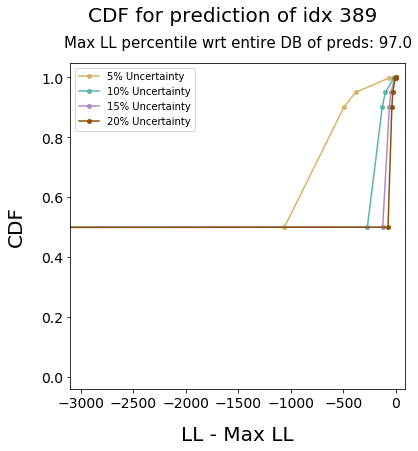 CDF for prediction of idx 389
Max LL percentile wrt entire DB of preds: 97.0
1.0
5% Uncertainty
10% Uncertainty
15% Uncertainty
20% Uncertainty
0.8
0.6
CDF
0.4
0.2
0.0
−3000 −2500 −2000 −1500 −1000 −500 0
LL - Max LL